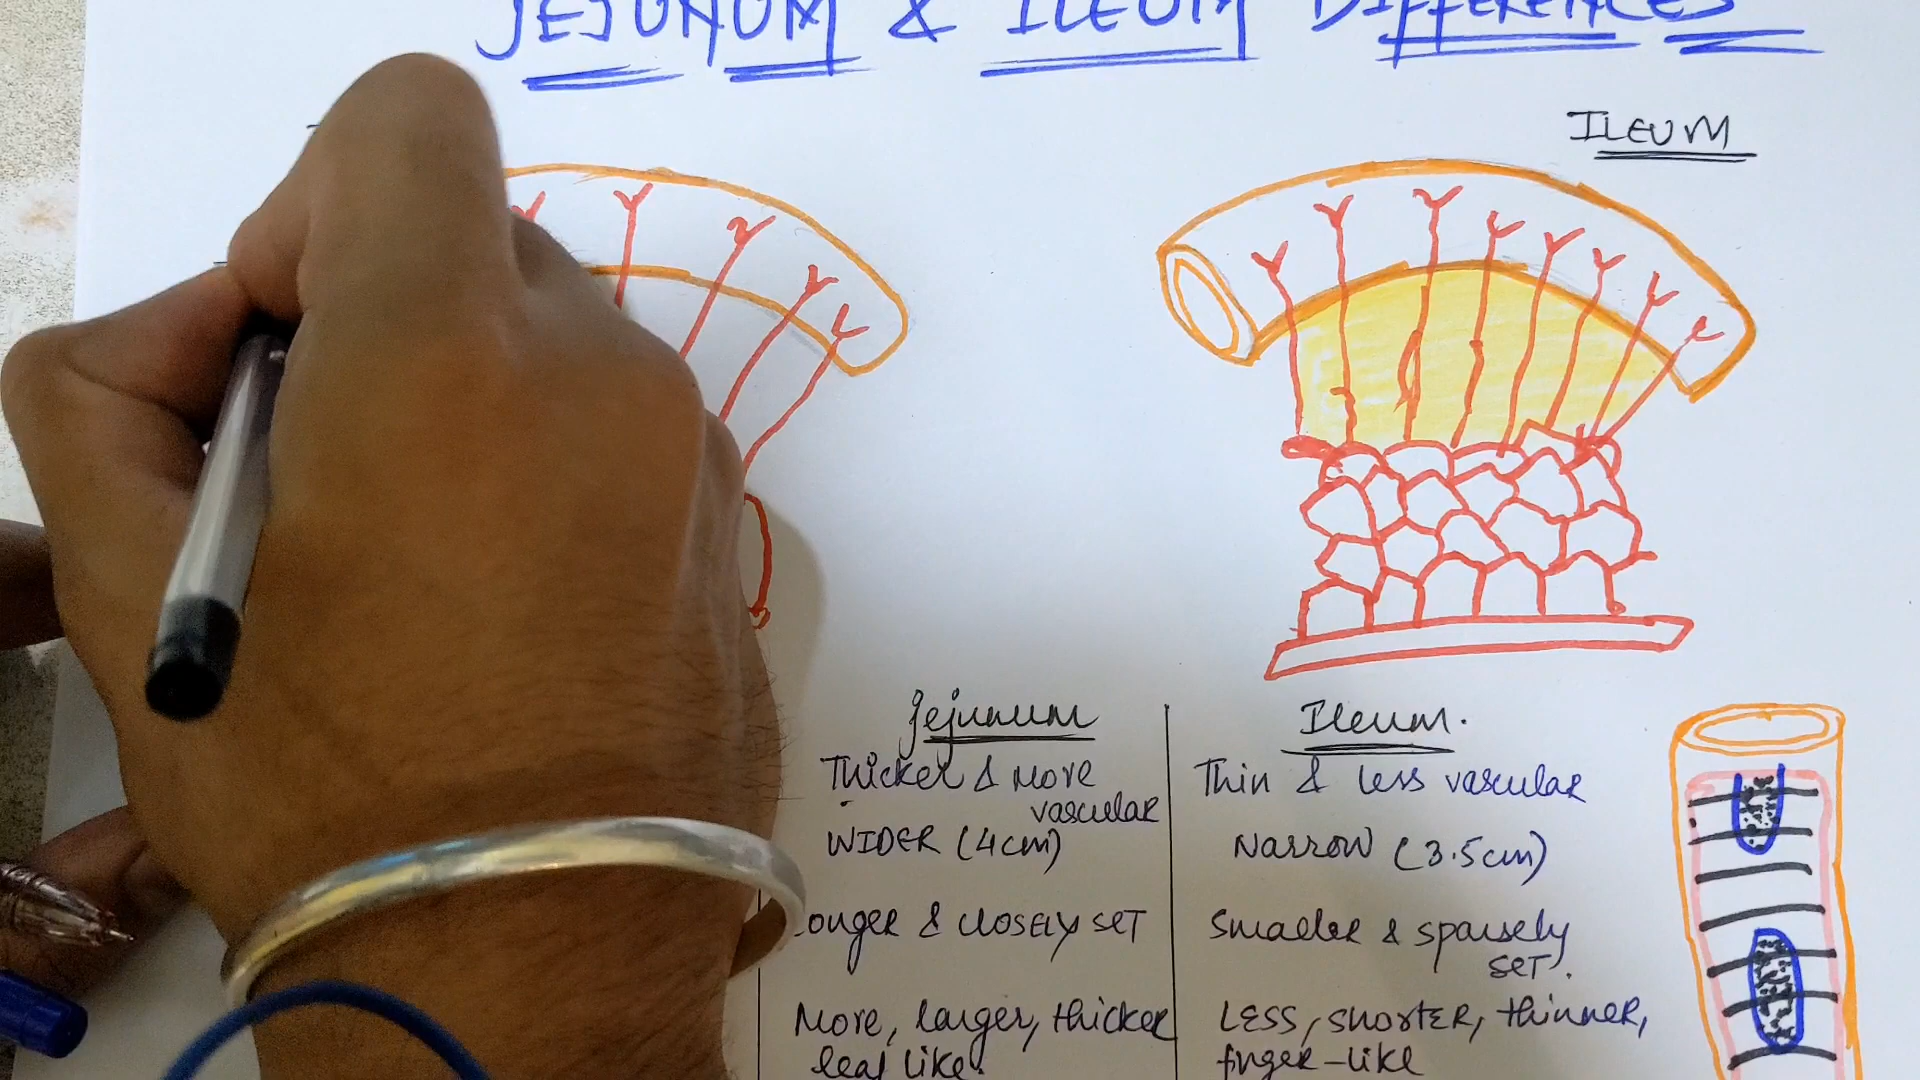 JEJUNUM & ILEUM DIFFERENCES
ILEUM
Jejunum
Ileum.
Thicker & More
vascular
Thin & less vascular
WIDER (4cm)
Narrow (3.5cm)
onger & closely set
Smaller & sparsely
set.
More, larger, thicker
leaf like.
Less, shorter, thinner,
finger-like